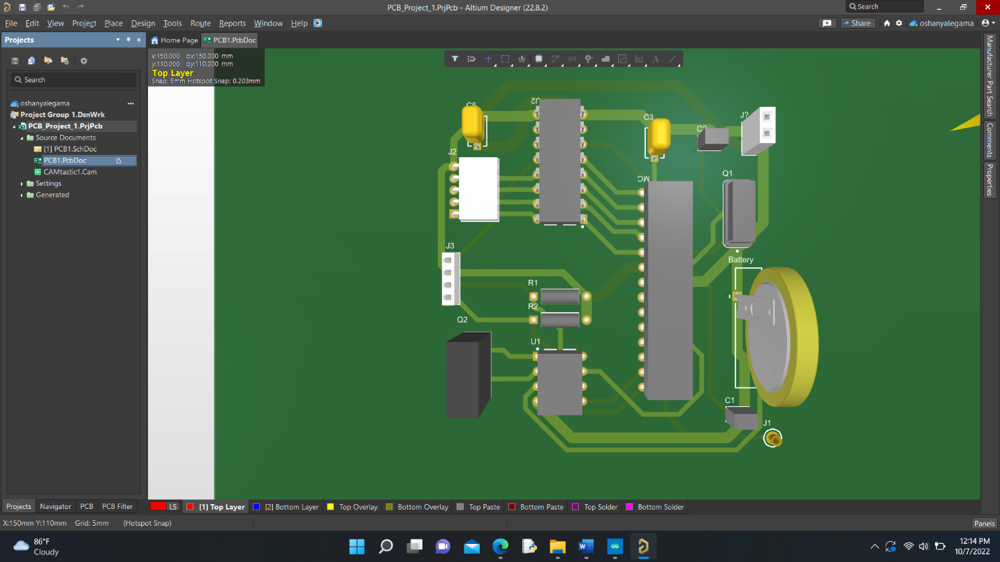 PCB_Project_1.PrjPcb - Altium Designer (22.8.2)
Search
File Edit View Project Place Design Tools Route Reports Window Help
Share
oshanyalegama
Projects
Home Page
PCB1.PcbDoc
x:150.000 dx:150.000 mm
y:110.000 dy:110.000 mm
Top Layer
Snap: 5mm Hotspot Snap: 0.203mm
Search
oshanyalegama
Project Group 1.DsnWrk
PCB_Project_1.PrjPcb
Source Documents
[1] PCB1.SchDoc
PCB1.PcbDoc
CAMtastic1.Cam
Settings
Generated
Manufacturer Part Search
Comments
Properties
A
C5
J2
C3
J?
J2
MC
Q1
J3
Battery
R1
R2
Q2
U1
C1
J1
Projects Navigator PCB PCB Filter
LS [1] Top Layer [2] Bottom Layer Top Overlay Bottom Overlay Top Paste Bottom Paste Top Solder Bottom Solder
X:150mm Y:110mm Grid: 5mm (Hotspot Snap)
Panels
86°F
Cloudy
12:14 PM
10/7/2022